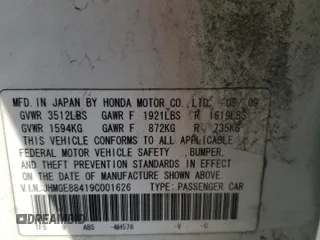 MFD. IN JAPAN BY HONDA MOTOR CO., LTD. 03 09
GVWR 3512LBS GAWR F 1921LBS R 1619LBS
GVWR 1594KG GAWR F 872KG R 735KG
THIS VEHICLE CONFORMS TO ALL APPLICABLE
FEDERAL MOTOR VEHICLE SAFETY, BUMPER,
AND THEFT PREVENTION STANDARDS IN EFFECT
ON THE DATE OF MANUFACTURE SHOWN ABOVE.
V.I.N.:JHMGE88419C001626 TYPE: PASSENGER CAR
ABS -NH578 -V -C
DRIVEMOTIVE